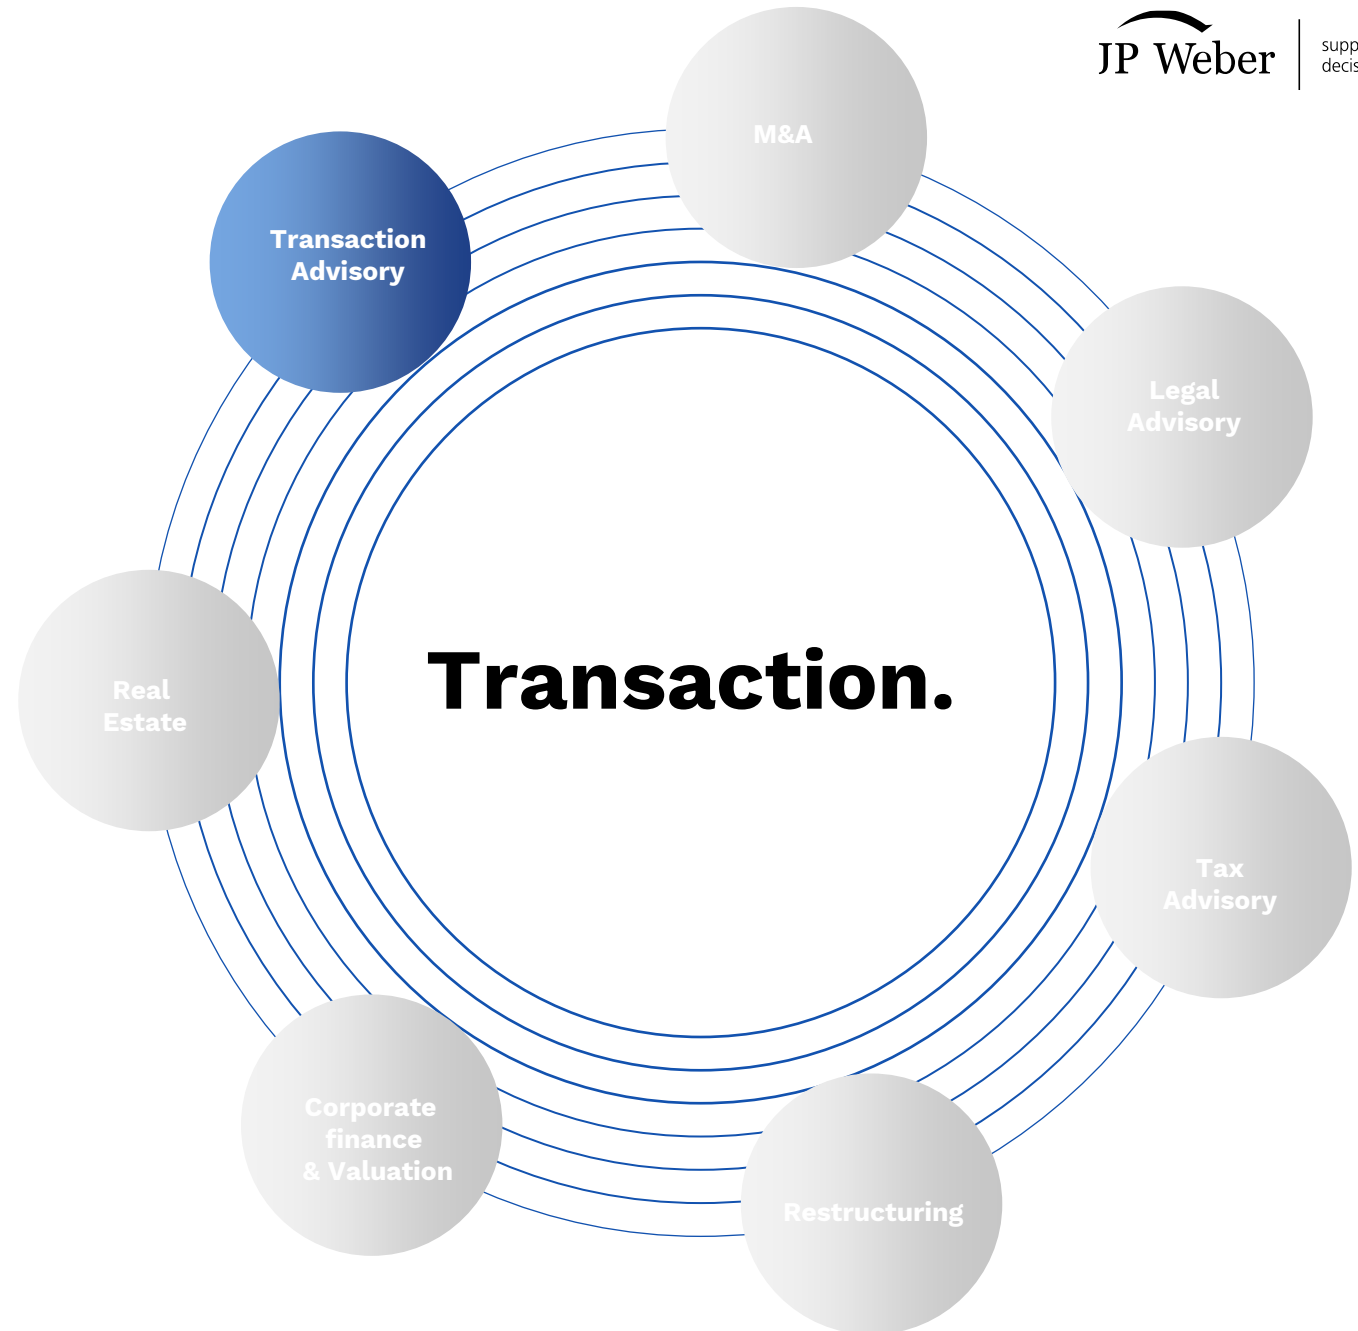 JP Weber
M&A
Transaction
Advisory
Legal
Advisory
Transaction.
Real
Estate
Tax
Advisory
Corporate
finance
& Valuation
Restructuring